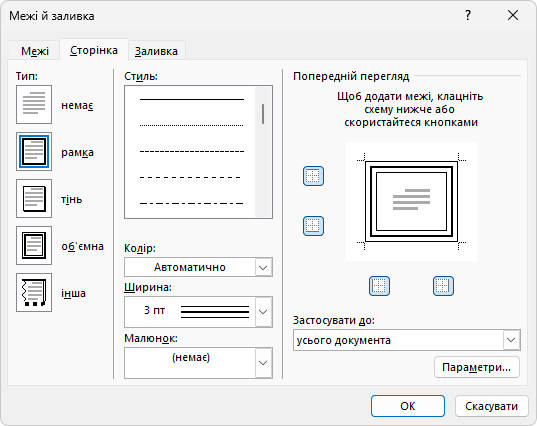 Межі й заливка
?
Межі
Сторінка
Заливка
Тип:
немає
рамка
тінь
об'ємна
інша
Стиль:
Колір:
Автоматично
Ширина:
3 пт
Малюнок:
(немає)
Попередній перегляд
Щоб додати межі, клацніть
схему нижче або
скористайтеся кнопками
Застосувати до:
усього документа
Параметри...
ОК
Скасувати